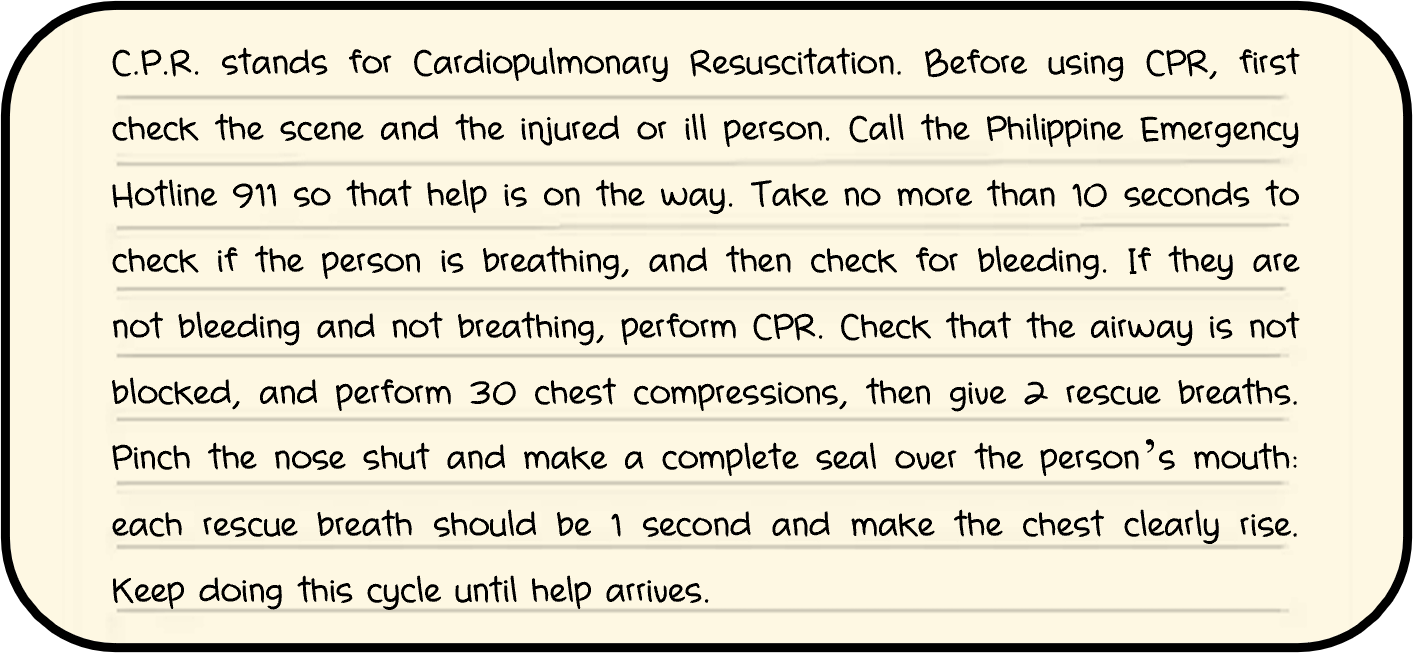 C.P.R. stands for Cardiopulmonary Resuscitation. Before using CPR, first
check the scene and the injured or ill person. Call the Philippine Emergency
Hotline 911 so that help is on the way. Take no more than 10 seconds to
check if the person is breathing, and then check for bleeding. If they are
not bleeding and not breathing, perform CPR. Check that the airway is not
blocked, and perform 30 chest compressions, then give 2 rescue breaths.
Pinch the nose shut and make a complete seal over the person’s mouth:
each rescue breath should be 1 second and make the chest clearly rise.
Keep doing this cycle until help arrives.